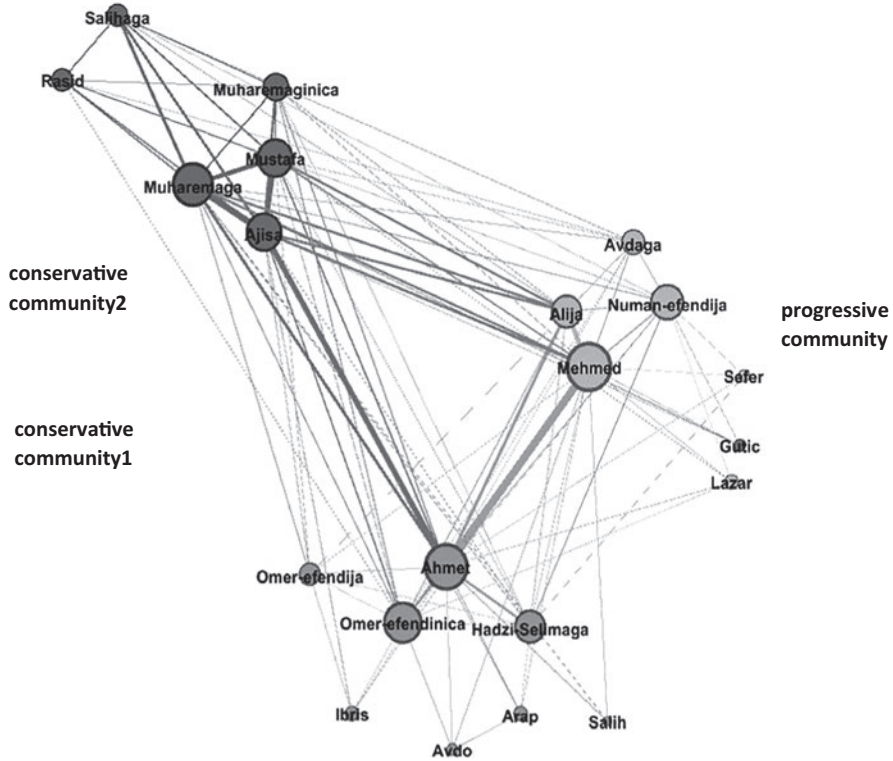 Salihaga
Rasid
Muharemaginica
Mustafa
Muharemaga
Ajisa
Avdaga
conservative
community2
Alija
Numan-efendija
progressive
community
Mehmed
Sefer
conservative
community1
Gutic
Lazar
Ahmet
Omer-efendija
Omer-efendinica
Hadzi-Selimaga
Ibris
Arap
Salih
Avdo